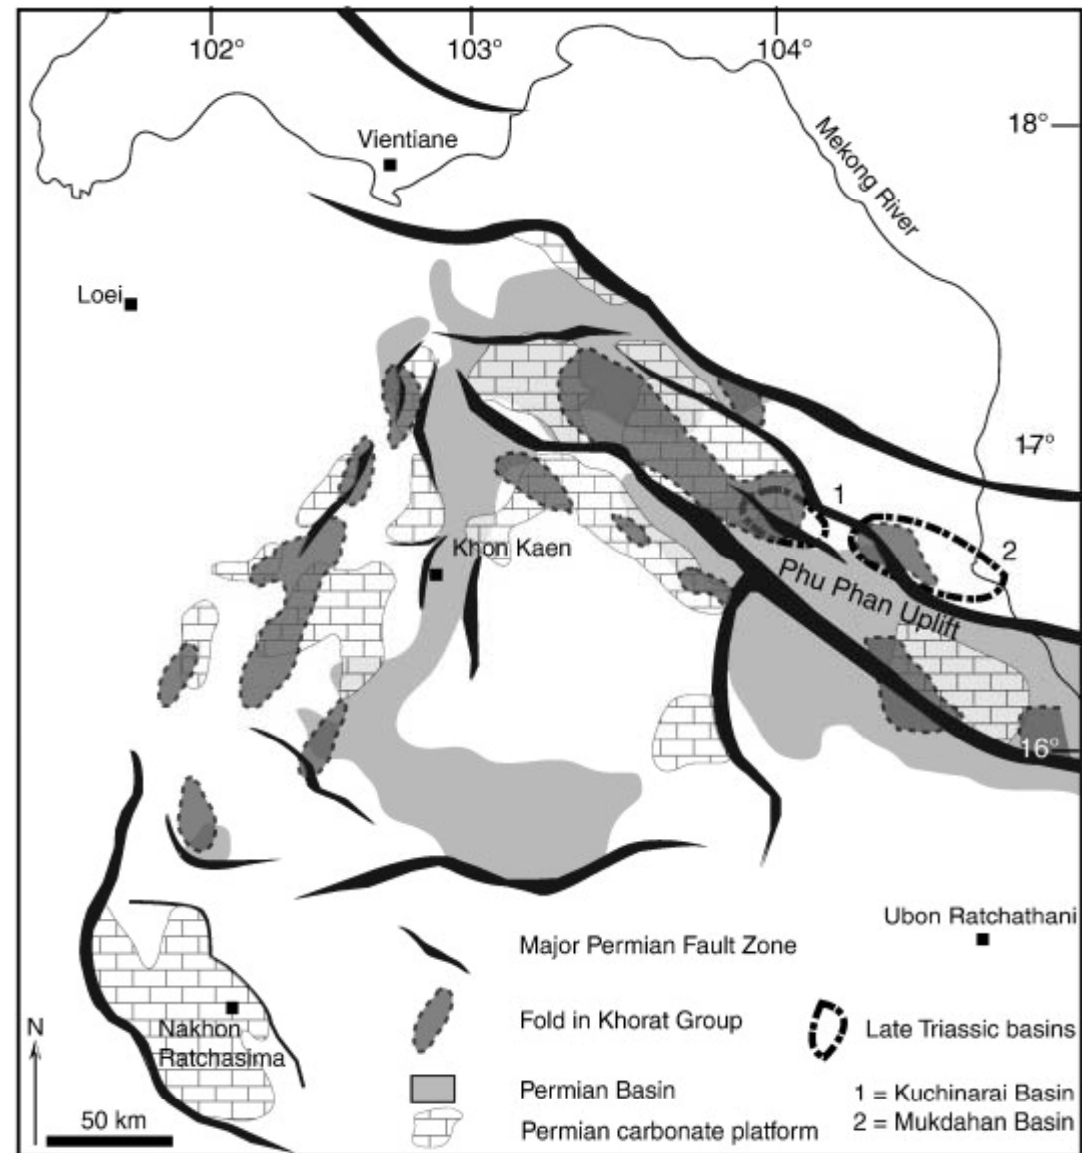 102°
103°
104°
18°
Vientiane
Mekong River
Loei
17°
1
2
Khon Kaen
Phu Phan Uplift
16°
Ubon Ratchathani
Major Permian Fault Zone
Fold in Khorat Group
Late Triassic basins
N
Nakhon
Ratchasima
Permian Basin
1 = Kuchinarai Basin
50 km
Permian carbonate platform
2 = Mukdahan Basin